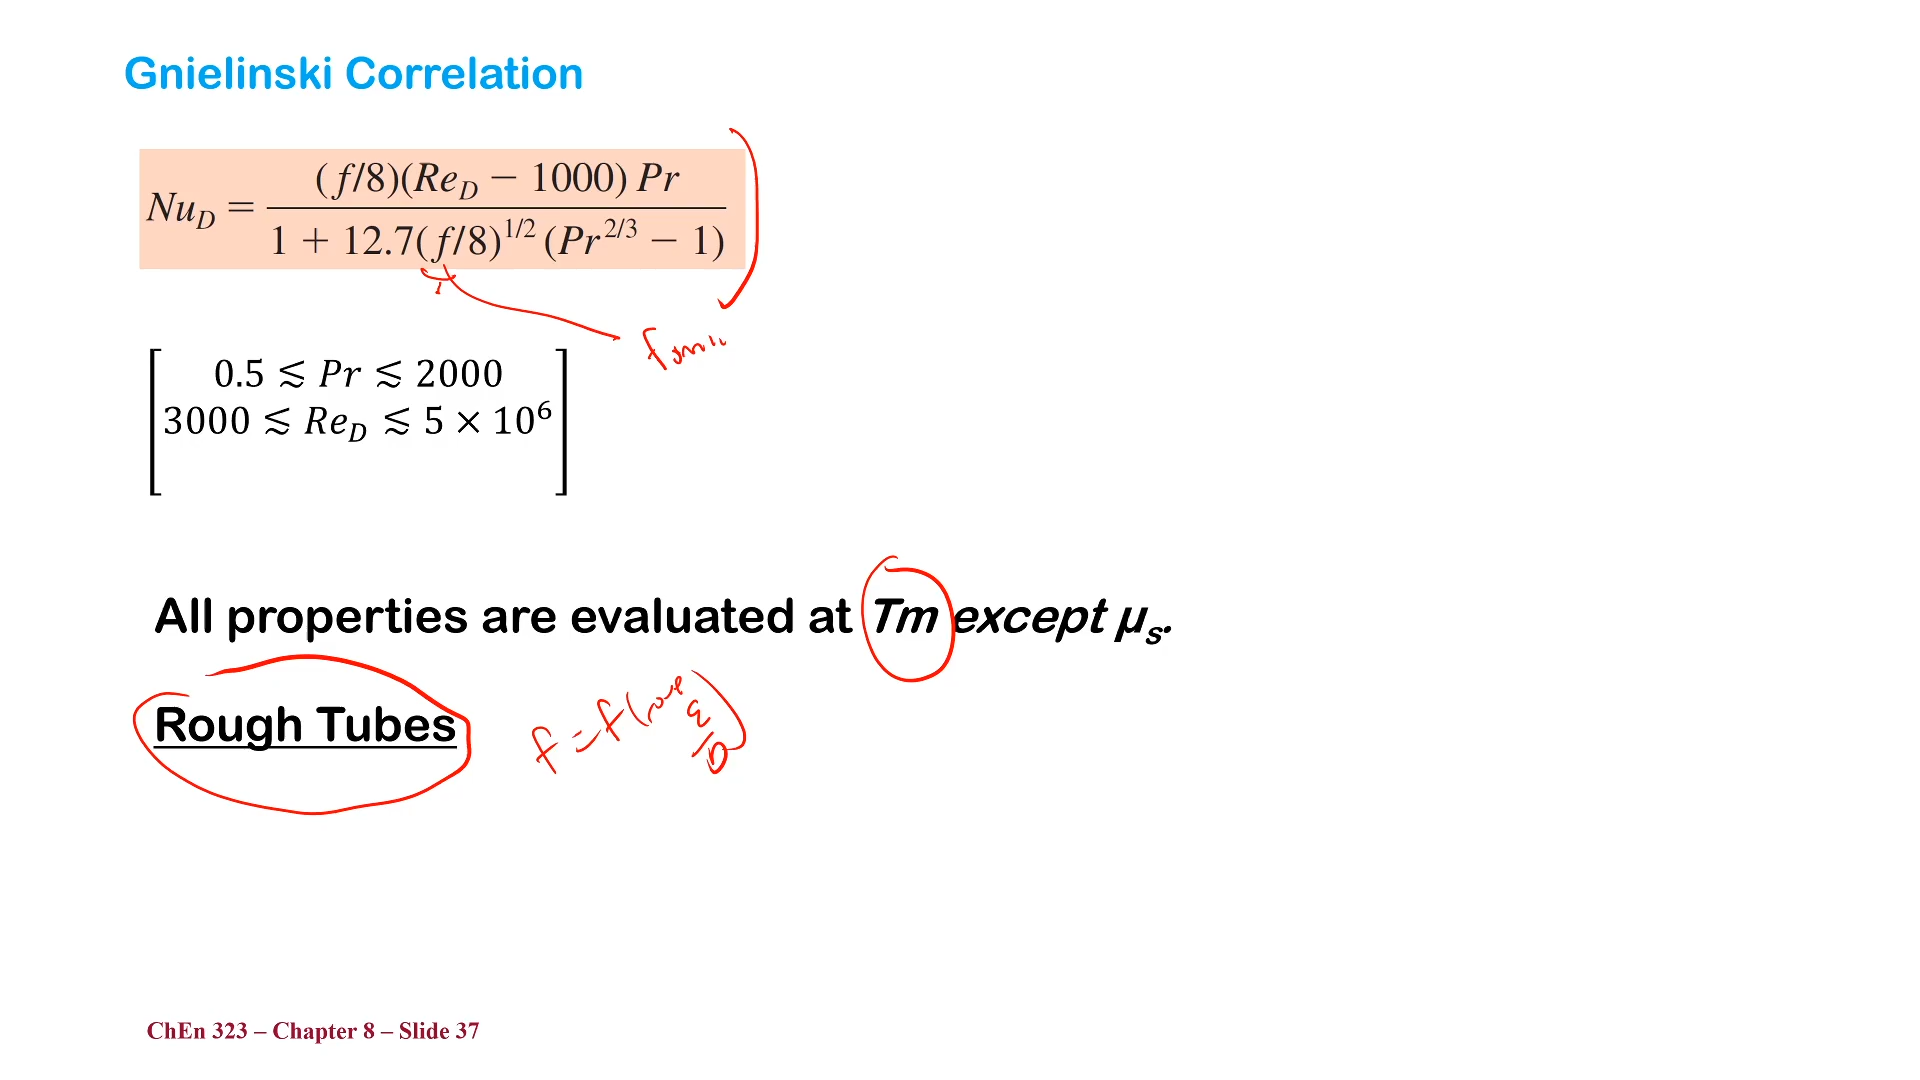 Gnielinski Correlation
Nu_D = (f/8)(Re_D − 1000) Pr / 1 + 12.7(f/8)^1/2 (Pr^2/3 − 1)
0.5 ≲ Pr ≲ 2000
3000 ≲ Re_D ≲ 5 × 10^6
All properties are evaluated at Tm except μ_s.
Rough Tubes
f = f( ε/D)
ChEn 323 – Chapter 8 – Slide 37